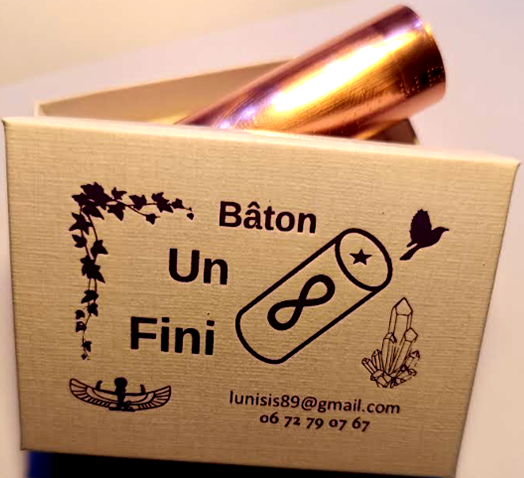 Bâton
Un
Fini
lunisis89@gmail.com
06 72 79 07 67